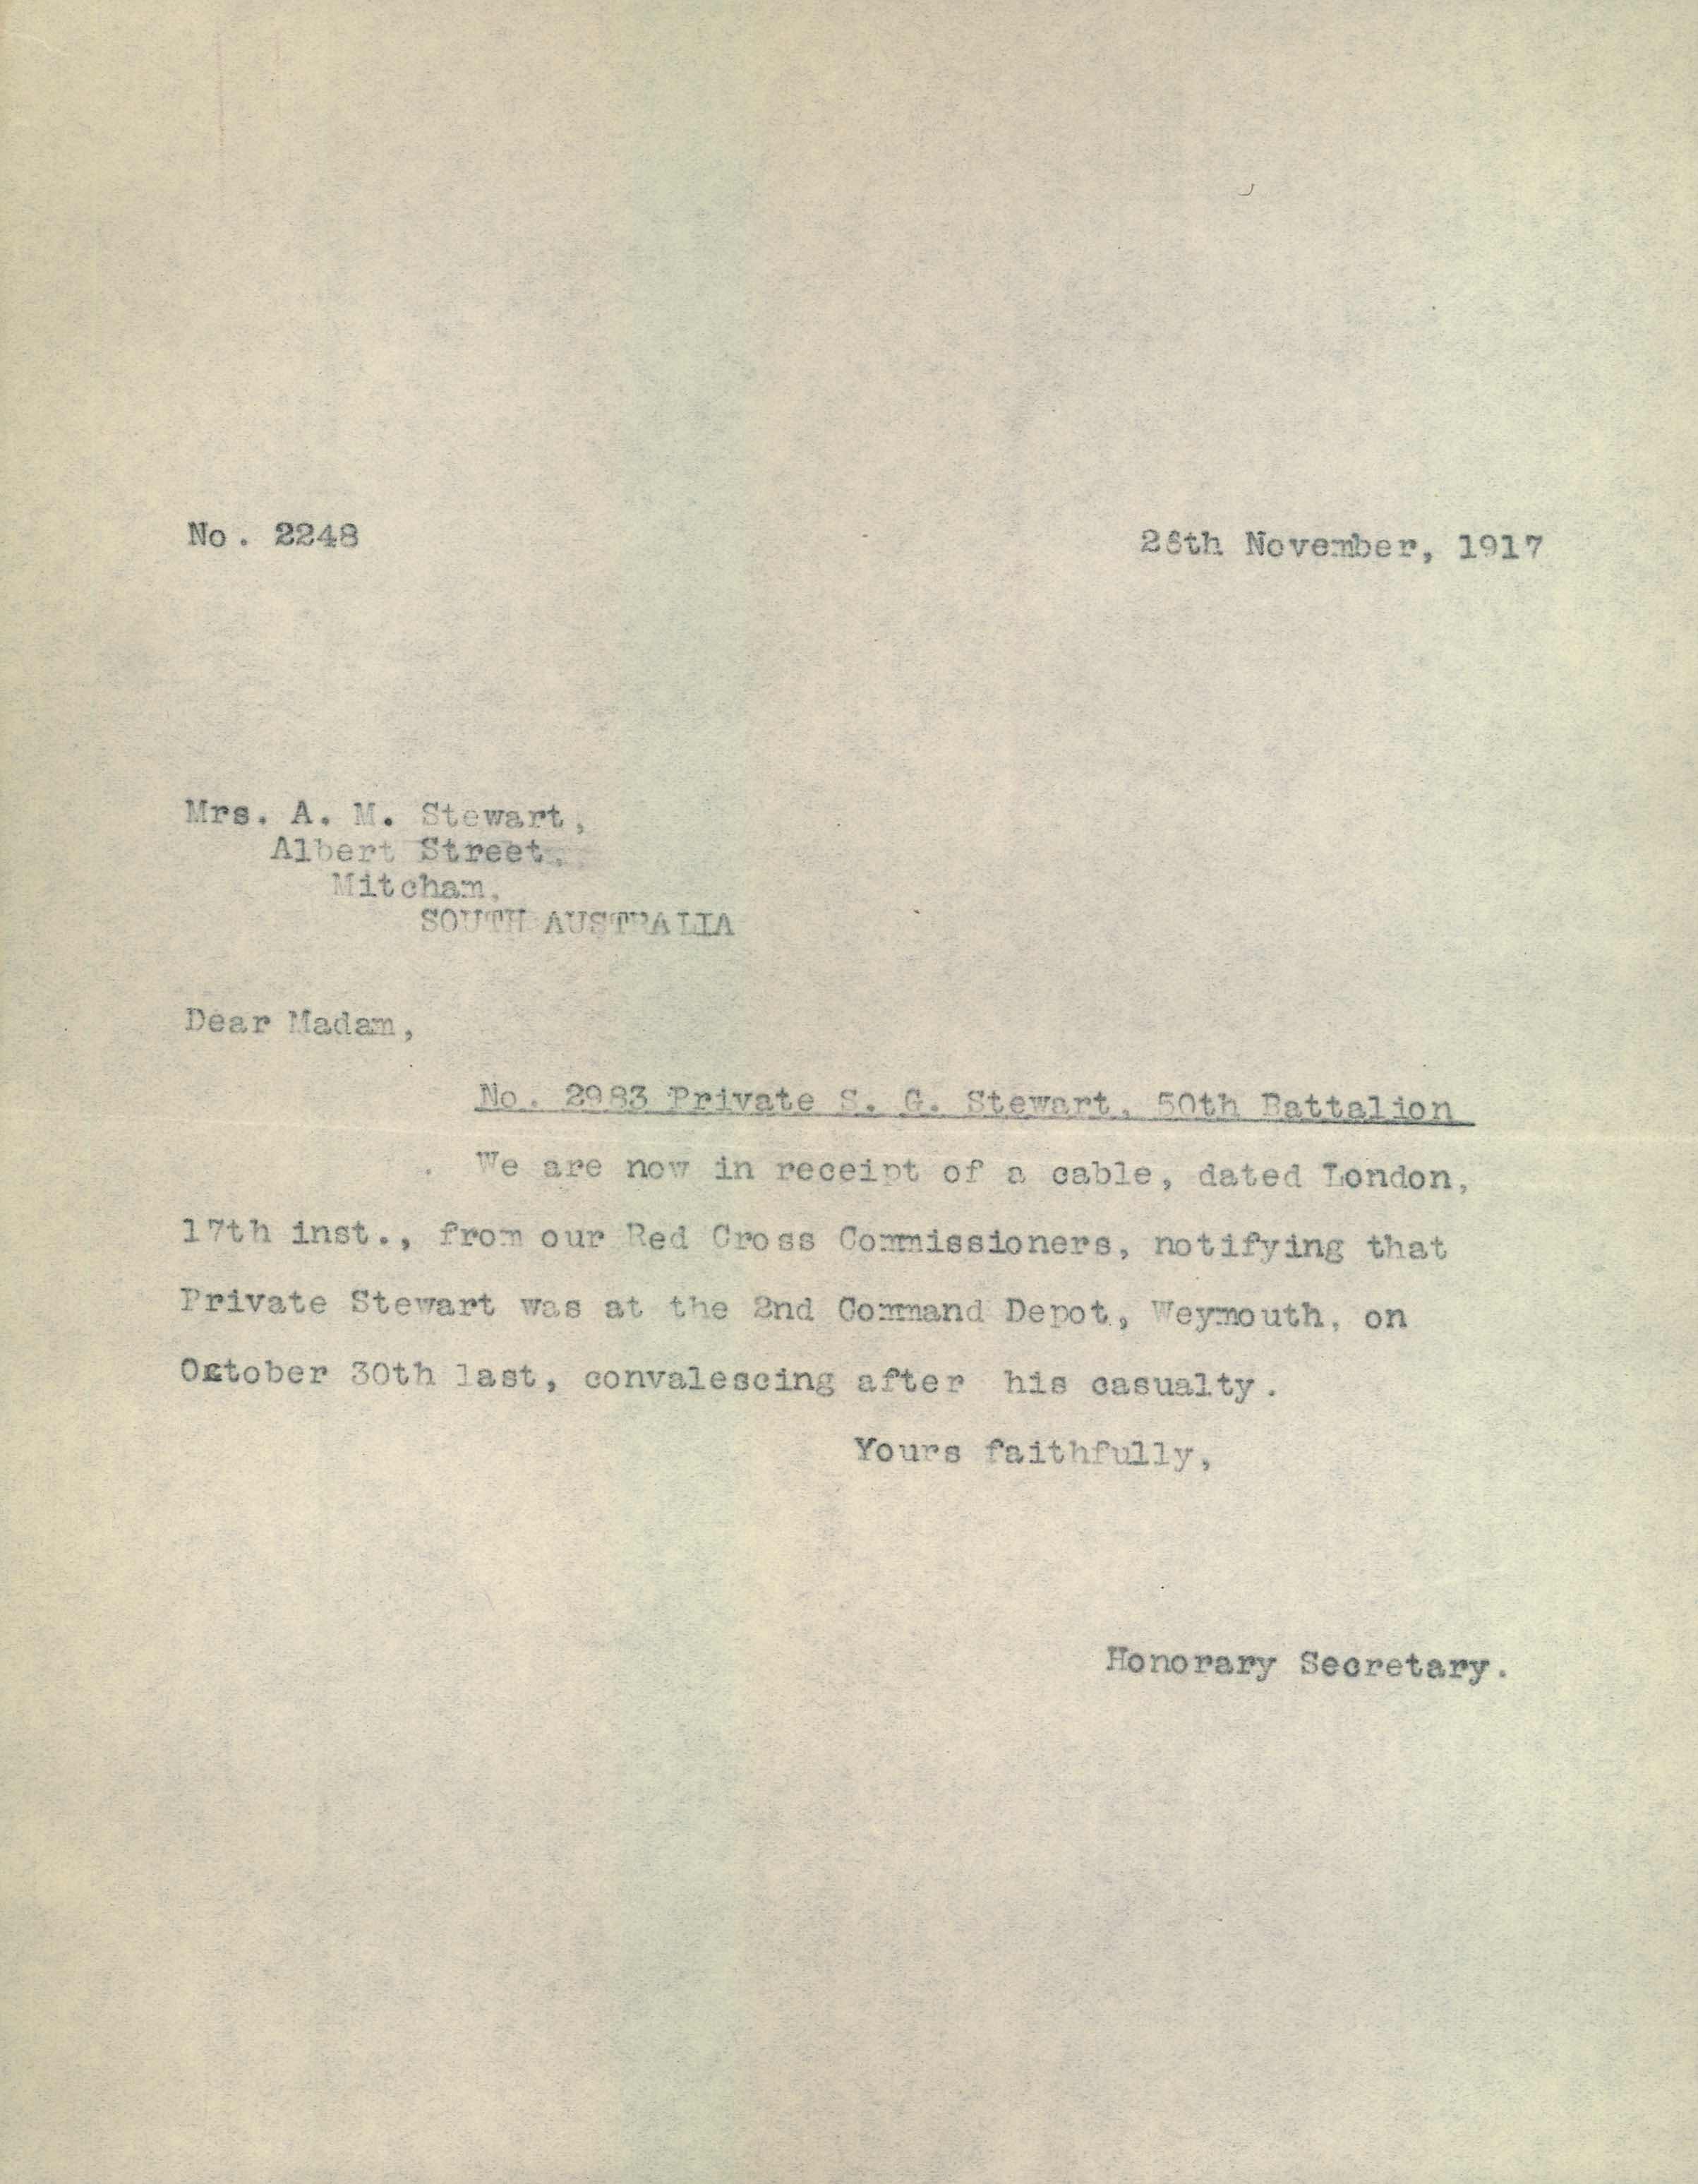 No. 2248
26th November, 1917
Mrs. A. M. Stewart,
Albert Street,
Mitcham,
SOUTH AUSTRALIA
Dear Madam,
No. 2983 Private S. G. Stewart, 50th Battalion
We are now in receipt of a cable, dated London,
17th inst., from our Red Cross Commissioners, notifying that
Private Stewart was at the 2nd Command Depot, Weymouth, on
October 30th last, convalescing after his casualty.
Yours faithfully,
Honorary Secretary.